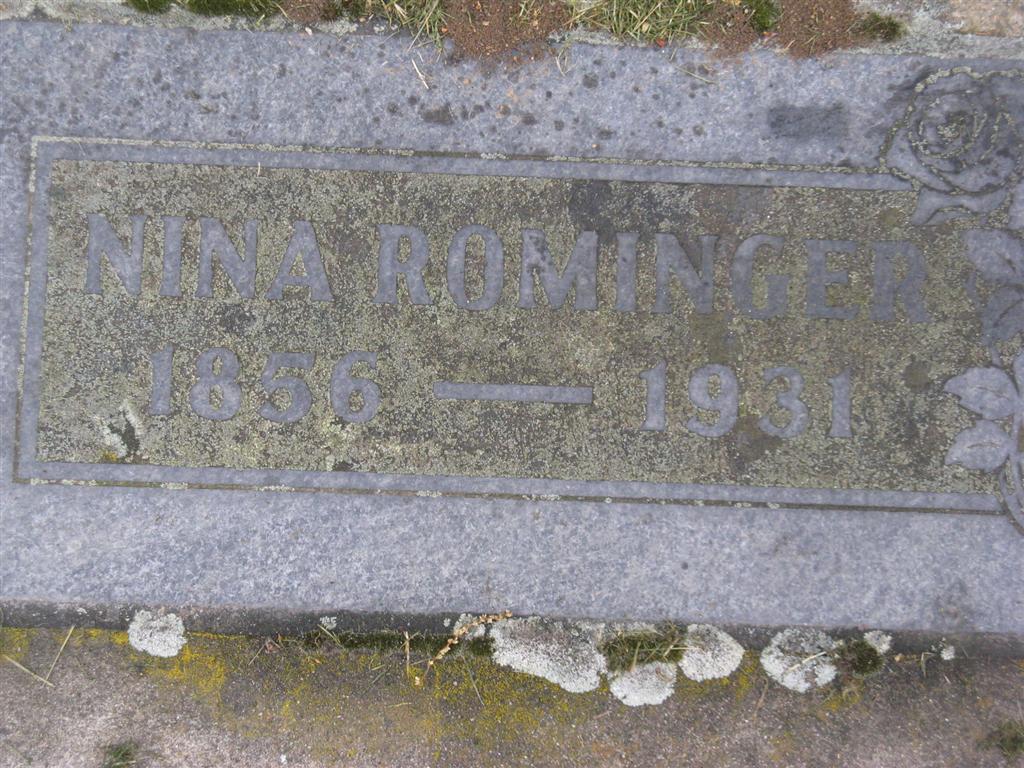 NINA ROMINGER
1856 — 1931